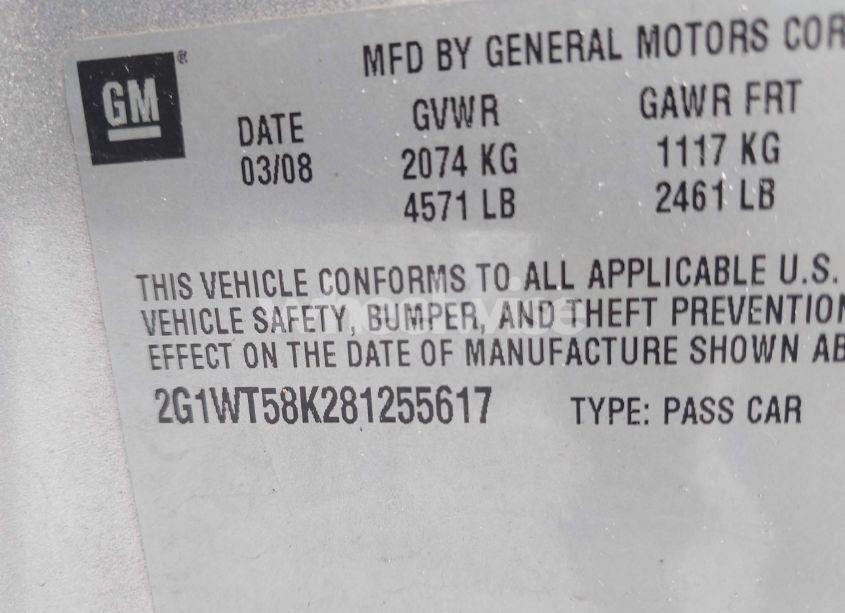 GM ®
MFD BY GENERAL MOTORS COR
DATE GVWR GAWR FRT
03/08 2074 KG 1117 KG
4571 LB 2461 LB
THIS VEHICLE CONFORMS TO ALL APPLICABLE U.S.
VEHICLE SAFETY, BUMPER, AND THEFT PREVENTION
EFFECT ON THE DATE OF MANUFACTURE SHOWN AB
2G1WT58K281255617 TYPE: PASS CAR